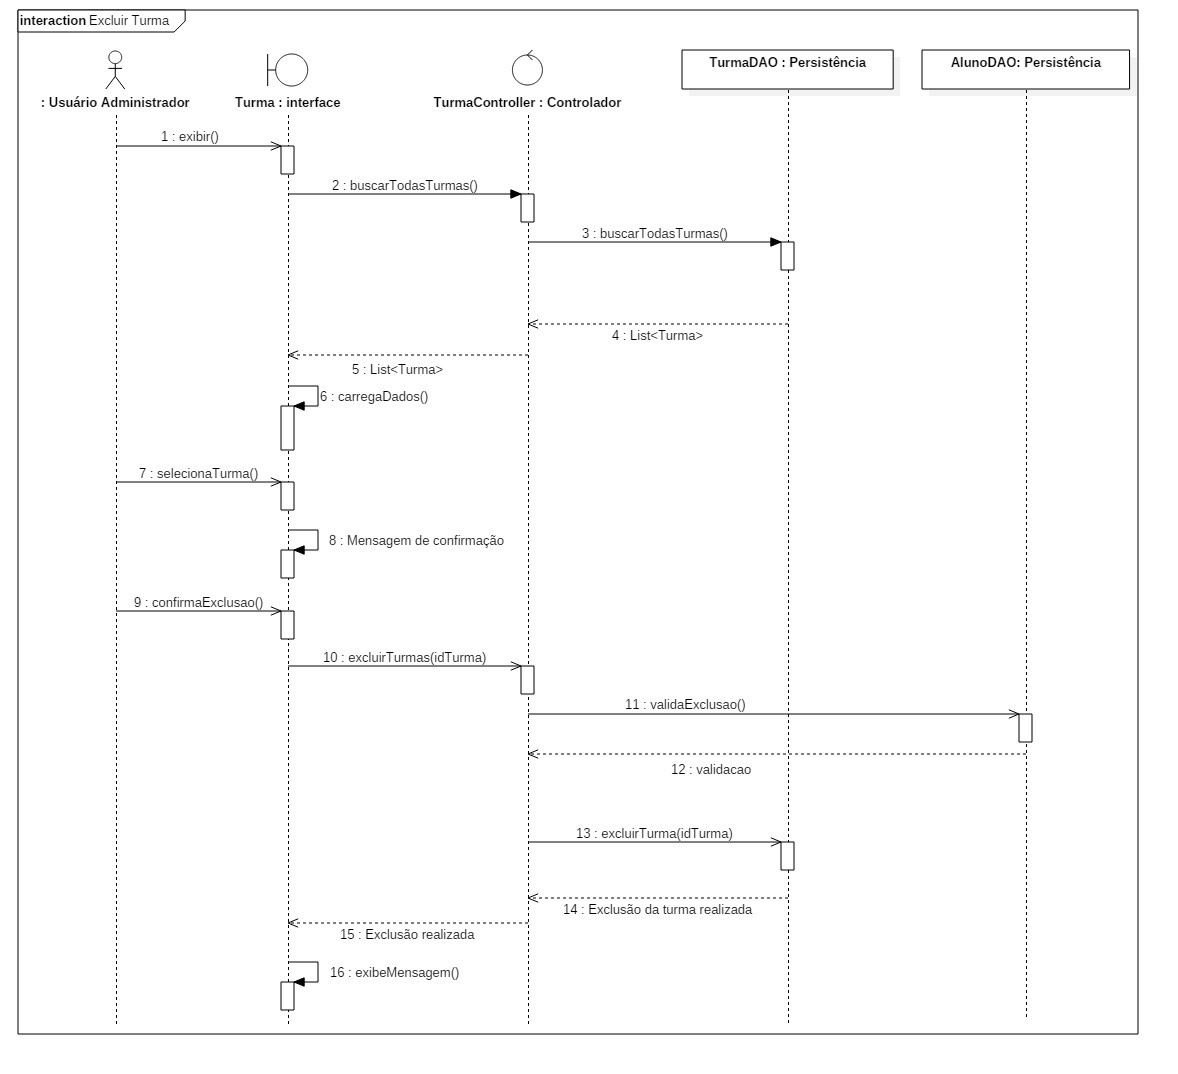 interaction Excluir Turma
: Usuário Administrador
Turma : interface
TurmaController : Controlador
TurmaDAO : Persistência
AlunoDAO: Persistência
1 : exibir()
2 : buscarTodasTurmas()
3 : buscarTodasTurmas()
4 : List<Turma>
5 : List<Turma>
6 : carregaDados()
7 : selecionaTurma()
8 : Mensagem de confirmação
9 : confirmaExclusao()
10 : excluirTurmas(idTurma)
11 : validaExclusao()
12 : validacao
13 : excluirTurma(idTurma)
14 : Exclusão da turma realizada
15 : Exclusão realizada
16 : exibeMensagem()